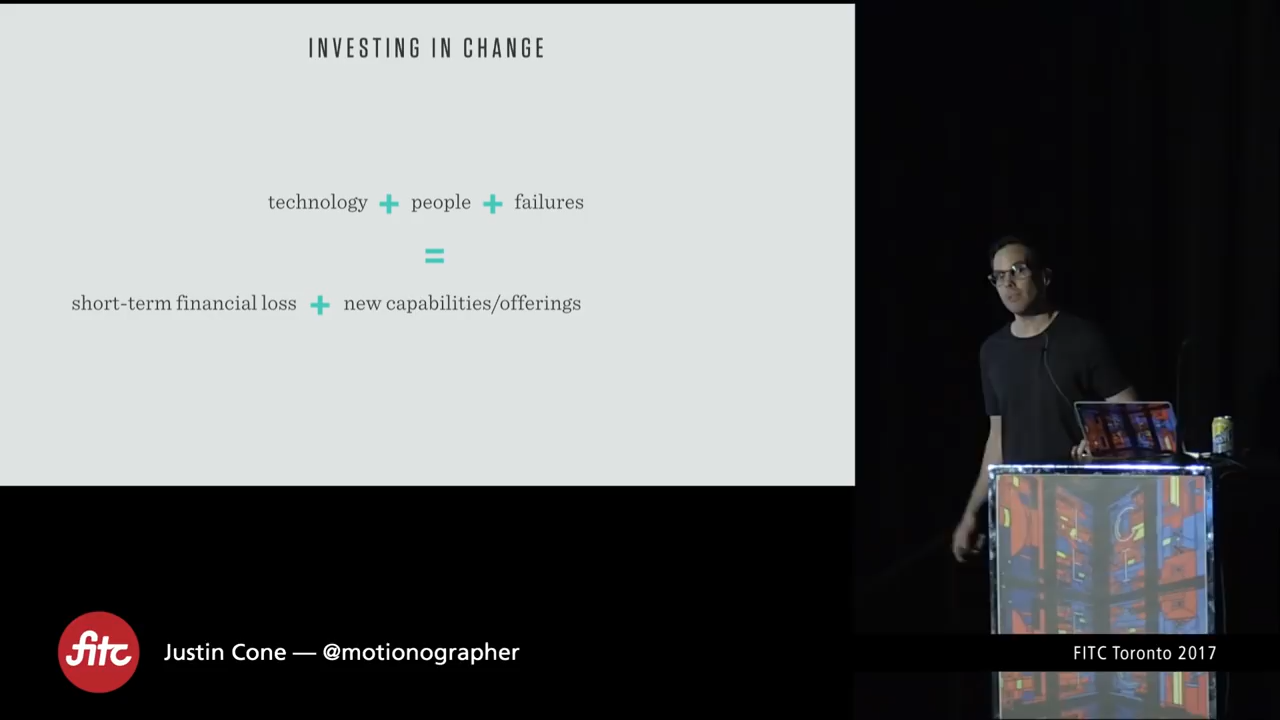 INVESTING IN CHANGE
technology + people + failures
=
short-term financial loss + new capabilities/offerings
fitc
Justin Cone — @motionographer
FITC Toronto 2017